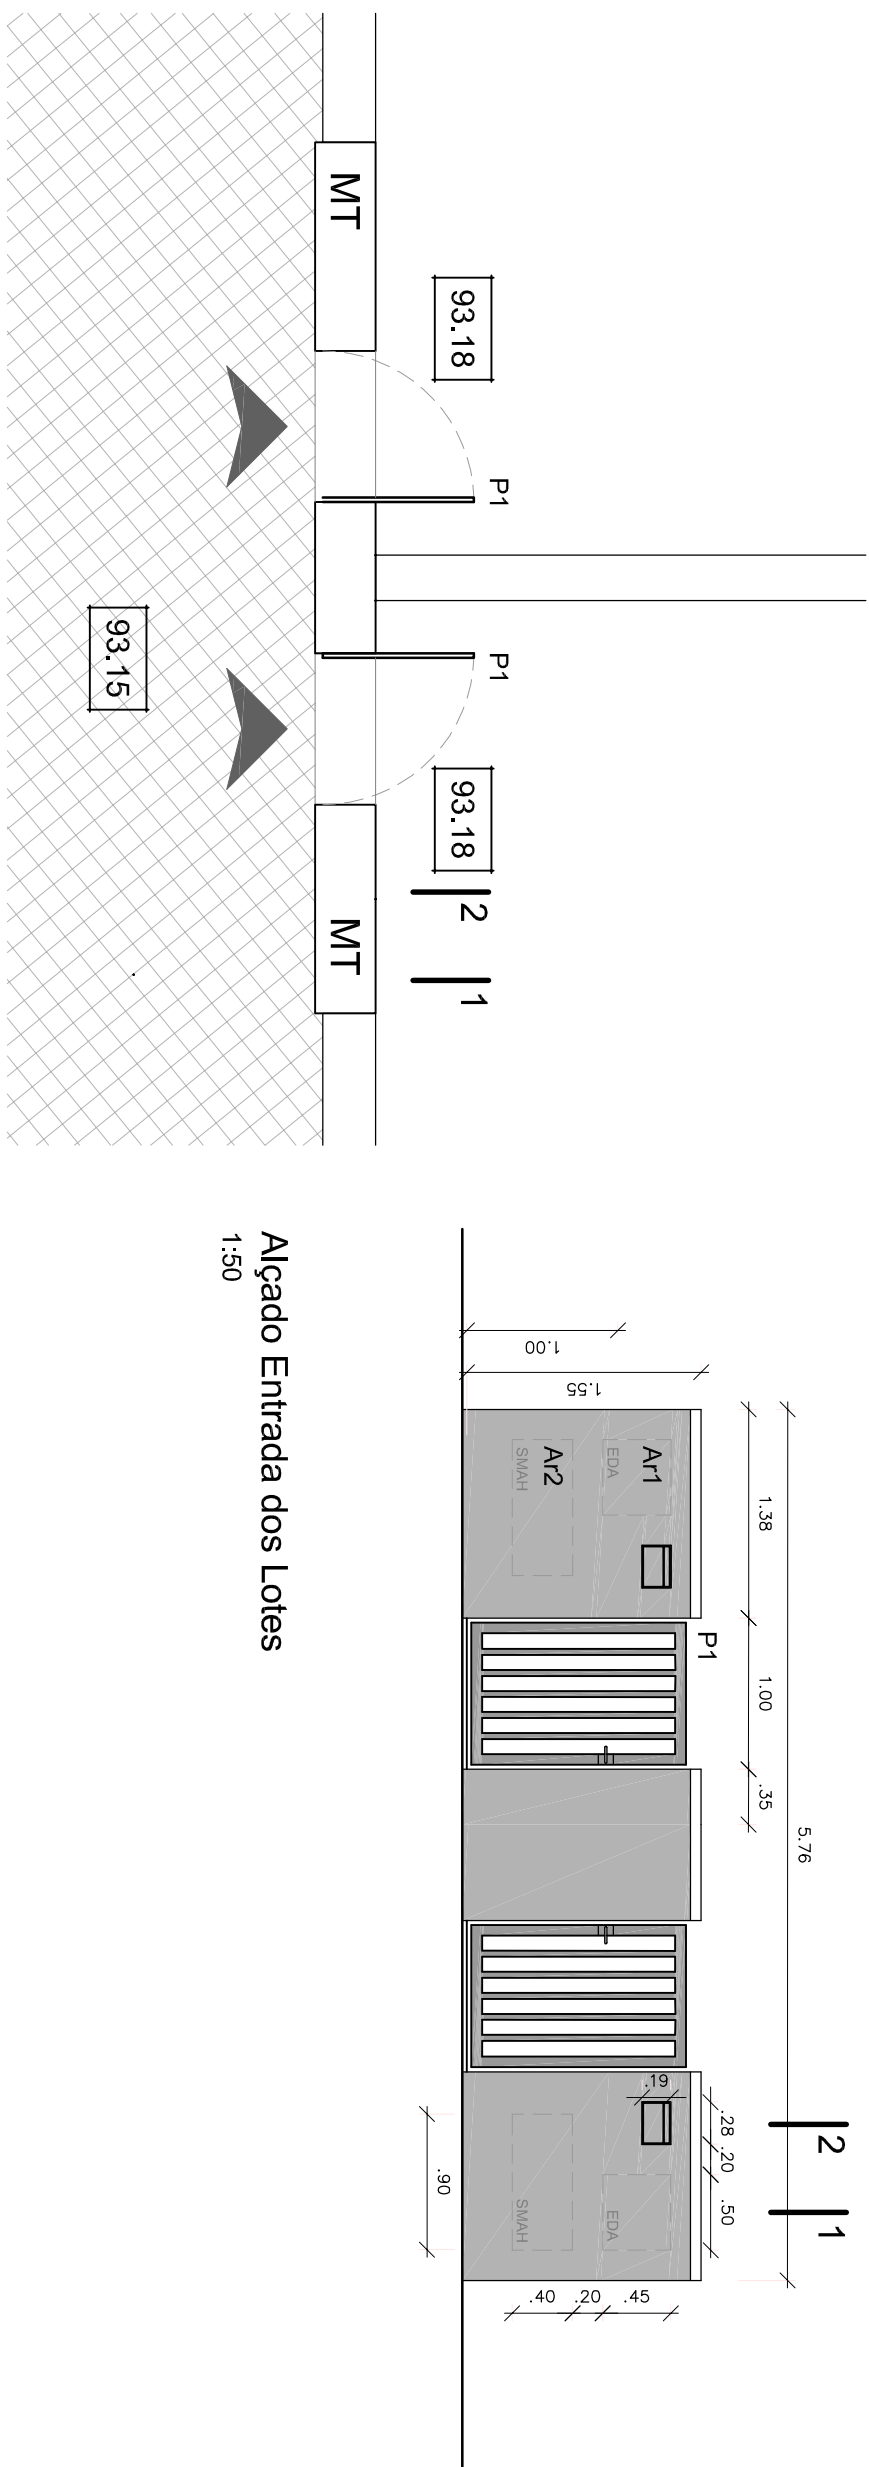 MT
93.18
P1
93.15
P1
93.18
2
1
MT
Alçado Entrada dos Lotes
1:50
1.00
1.55
5.76
1.38
1.00
.35
P1
Ar1
EDA
Ar2
SMAH
2
1
.28
.20
.50
.19
EDA
SMAH
.90
.45
.20
.40